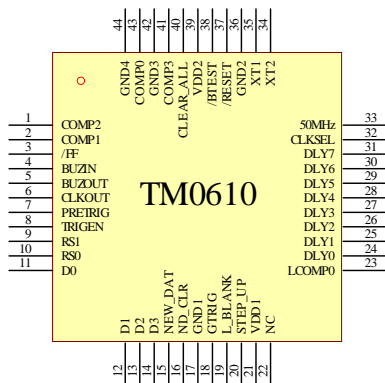 44 43 42 41 40 39 38 37 36 35 34
GND4 COMP0 GND3 COMP3 CLEAR_ALL VDD2 /BTEST /RESET GND2 XT1 XT2
1 COMP2 50MHz 33
2 COMP1 CLKSEL 32
3 /FF DLY7 31
4 BUZIN DLY6 30
5 BUZOUT DLY5 29
6 CLKOUT DLY4 28
7 PRETRIG DLY3 27
8 TRIGEN DLY2 26
9 RS1 DLY1 25
10 RS0 DLY0 24
11 D0 LCOMP0 23
TM0610
D1 D2 D3 NEW_DAT ND_CLR GND1 GTRIG L_BLANK STEP_UP VDD1 NC
12 13 14 15 16 17 18 19 20 21 22